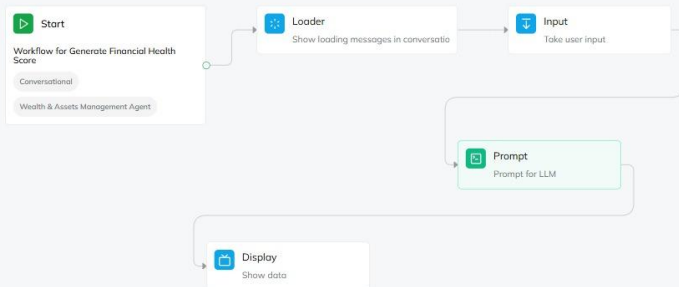 Start
Workflow for Generate Financial Health
Score
Conversational
Wealth & Assets Management Agent
Loader
Show loading messages in conversatio
Input
Take user input
Prompt
Prompt for LLM
Display
Show data